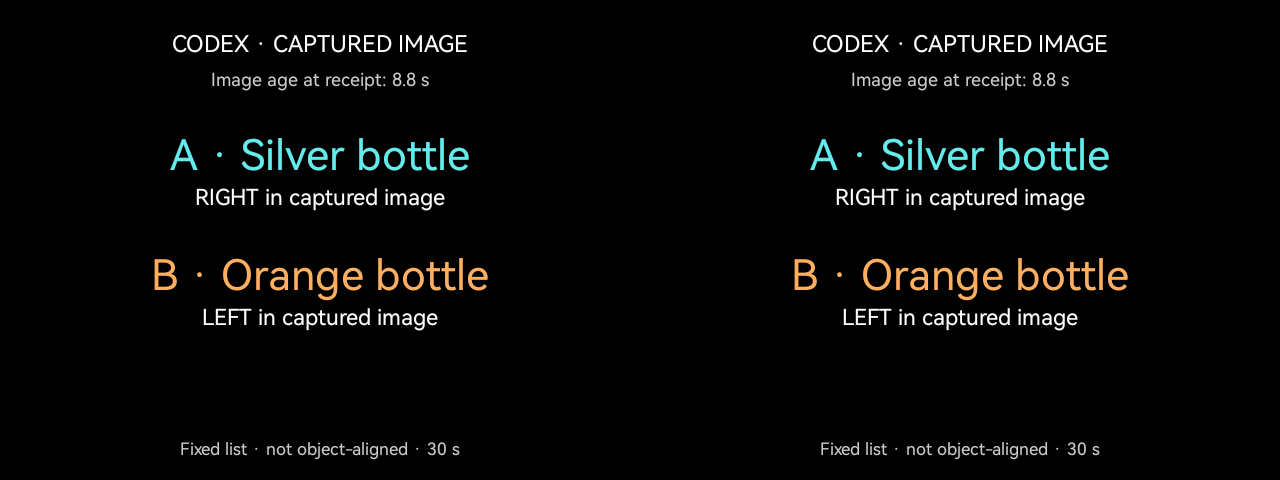 CODEX · CAPTURED IMAGE
Image age at receipt: 8.8 s
A · Silver bottle
RIGHT in captured image
B · Orange bottle
LEFT in captured image
Fixed list · not object-aligned · 30 s
CODEX · CAPTURED IMAGE
Image age at receipt: 8.8 s
A · Silver bottle
RIGHT in captured image
B · Orange bottle
LEFT in captured image
Fixed list · not object-aligned · 30 s